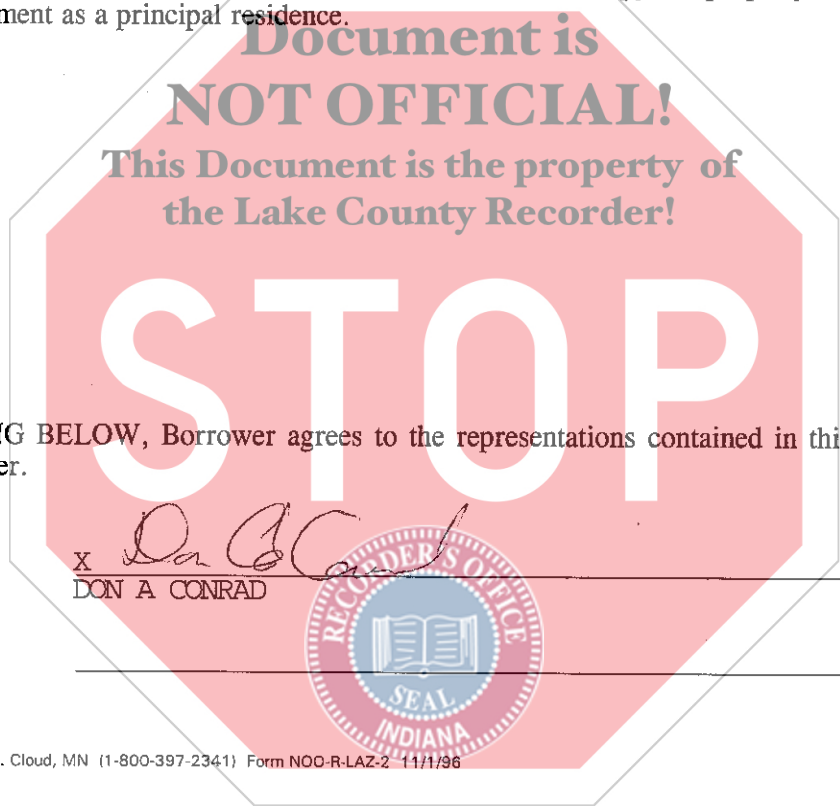 ment as a principal residence.
Document is
NOT OFFICIAL!
This Document is the property of
the Lake County Recorder!
STOP
G BELOW, Borrower agrees to the representations contained in thi
er.
X Don A Conrad
DON A CONRAD
RECORDER'S OFFICE
SEAL
INDIANA
. Cloud, MN (1-800-397-2341) Form NOO-R-LAZ-2 11/1/96